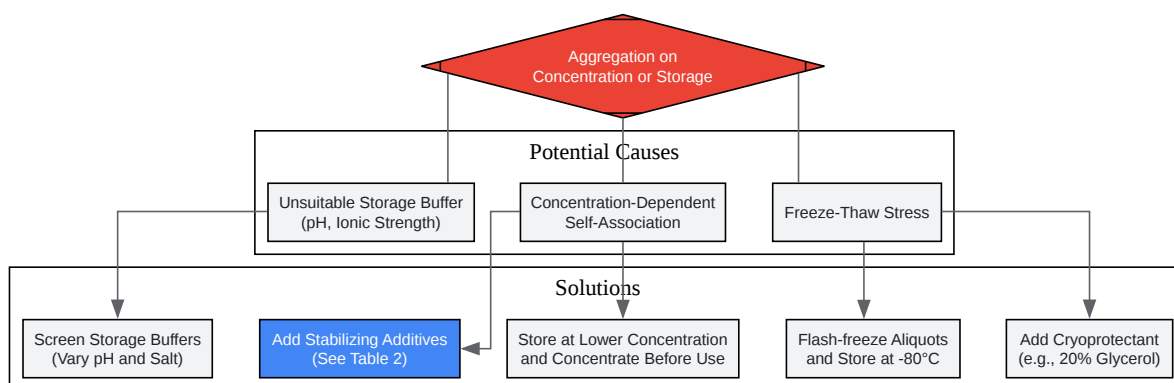 Aggregation on
Concentration or Storage
Potential Causes
Unsuitable Storage Buffer
(pH, Ionic Strength)
Concentration-Dependent
Self-Association
Freeze-Thaw Stress
Solutions
Screen Storage Buffers
(Vary pH and Salt)
Add Stabilizing Additives
(See Table 2)
Store at Lower Concentration
and Concentrate Before Use
Flash-freeze Aliquots
and Store at -80°C
Add Cryoprotectant
(e.g., 20% Glycerol)